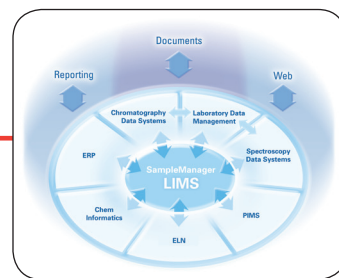 Documents
Reporting
Web
Chromatography
Data Systems
Laboratory Data
Management
ERP
Spectroscopy
Data Systems
SampleManager
LIMS
Chem
Informatics
PIMS
ELN